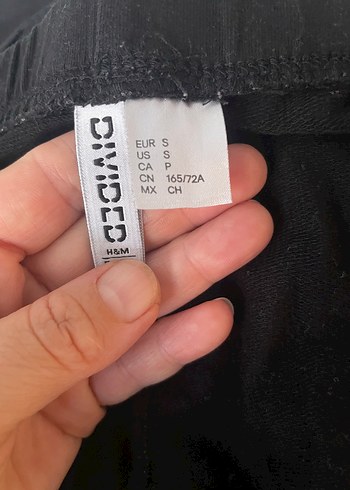 DIVIDED
H&M
EUR S
US S
CA P
CN 165/72A
MX CH